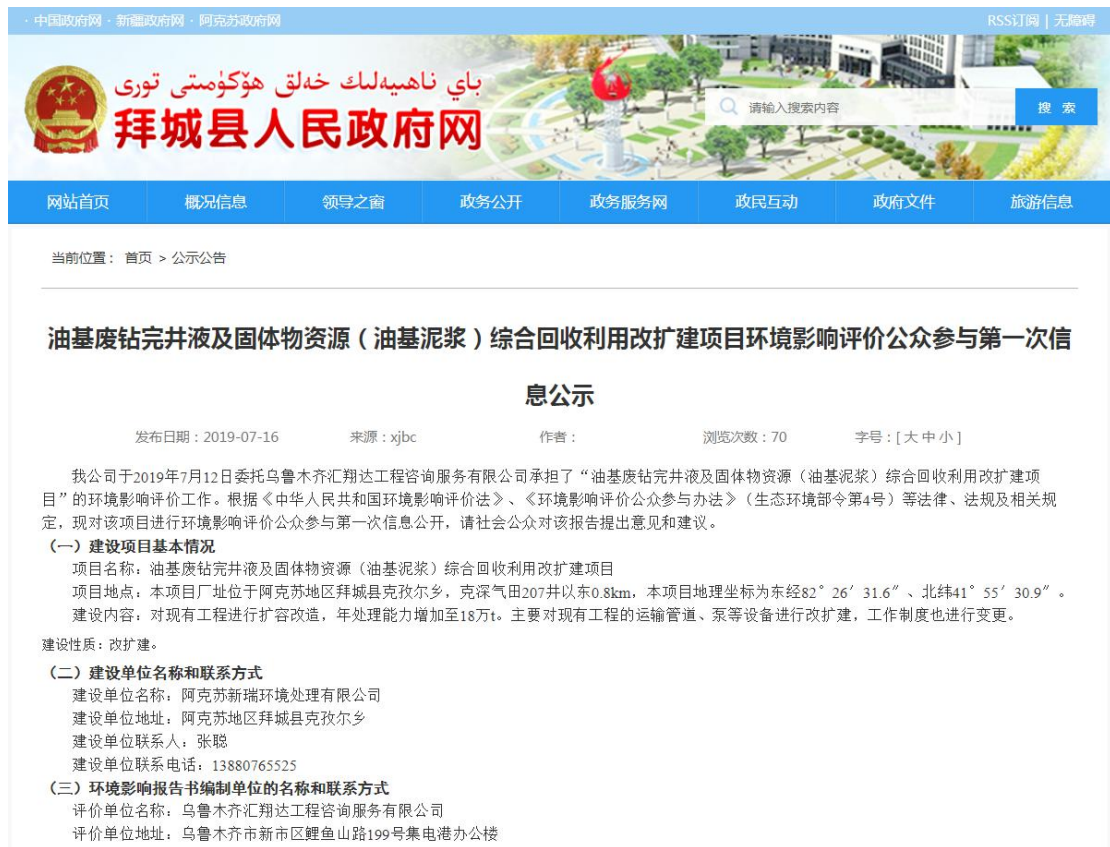 · 中国政府网 · 新疆政府网 · 阿克苏政府网
RSS订阅 | 无障碍
باي ناھىيەلىك خەلق ھۆكۈمىتى تورى
拜城县人民政府网
请输入搜索内容
搜 索
网站首页 概况信息 领导之窗 政务公开 政务服务网 政民互动 政府文件 旅游信息
当前位置： 首页 > 公示公告
油基废钻完井液及固体物资源（油基泥浆）综合回收利用改扩建项目环境影响评价公众参与第一次信
息公示
发布日期：2019-07-16 来源：xjbc 作者： 浏览次数：70 字号：[ 大 中 小 ]
我公司于2019年7月12日委托乌鲁木齐汇翔达工程咨询服务有限公司承担了“油基废钻完井液及固体物资源（油基泥浆）综合回收利用改扩建项
目”的环境影响评价工作。根据《中华人民共和国环境影响评价法》、《环境影响评价公众参与办法》（生态环境部令第4号）等法律、法规及相关规
定，现对该项目进行环境影响评价公众参与第一次信息公开，请社会公众对该报告提出意见和建议。
（一）建设项目基本情况
项目名称：油基废钻完井液及固体物资源（油基泥浆）综合回收利用改扩建项目
项目地点：本项目厂址位于阿克苏地区拜城县克孜尔乡，克深气田207井以东0.8km，本项目地理坐标为东经82° 26′ 31.6″ 、北纬41° 55′ 30.9″ 。
建设内容：对现有工程进行扩容改造，年处理能力增加至18万t。主要对现有工程的运输管道、泵等设备进行改扩建，工作制度也进行变更。
建设性质：改扩建。
（二）建设单位名称和联系方式
建设单位名称：阿克苏新瑞环境处理有限公司
建设单位地址：阿克苏地区拜城县克孜尔乡
建设单位联系人：张聪
建设单位联系电话：13880765525
（三）环境影响报告书编制单位的名称和联系方式
评价单位名称：乌鲁木齐汇翔达工程咨询服务有限公司
评价单位地址：乌鲁木齐市新市区鲤鱼山路199号集电港办公楼